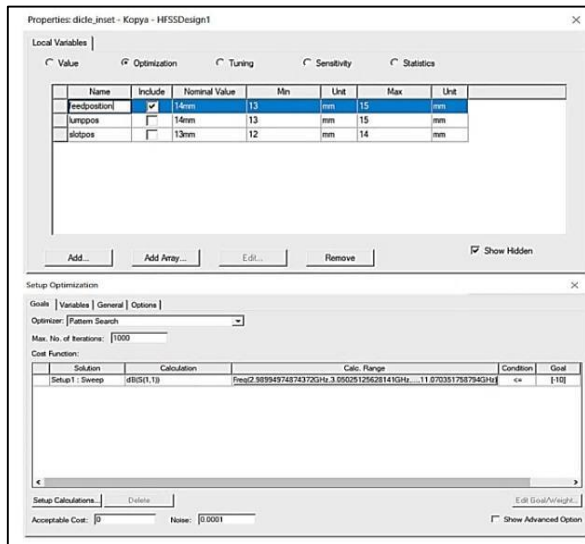 Properties: dicle_inset - Kopya - HFSSDesign1
Local Variables
Value Optimization Tuning Sensitivity Statistics
Name Include Nominal Value Min Unit Max Unit
feedposition 14mm 13 mm 15 mm
lumppos 14mm 13 mm 15 mm
slotpos 13mm 12 mm 14 mm
Add... Add Array... Edit... Remove Show Hidden
Setup Optimization
Goals Variables General Options
Optimizer: Pattern Search
Max. No. of Iterations: 1000
Cost Function:
Solution Calculation Calc. Range Condition Goal
Setup1 : Sweep dB(S(1,1)) Freq(2.98994974874372GHz,3.05025125628141GHz,....11.070351758794GHz) <= [-10]
Setup Calculations... Delete Edit Goal/Weight...
Acceptable Cost: 0 Noise: 0.0001 Show Advanced Option